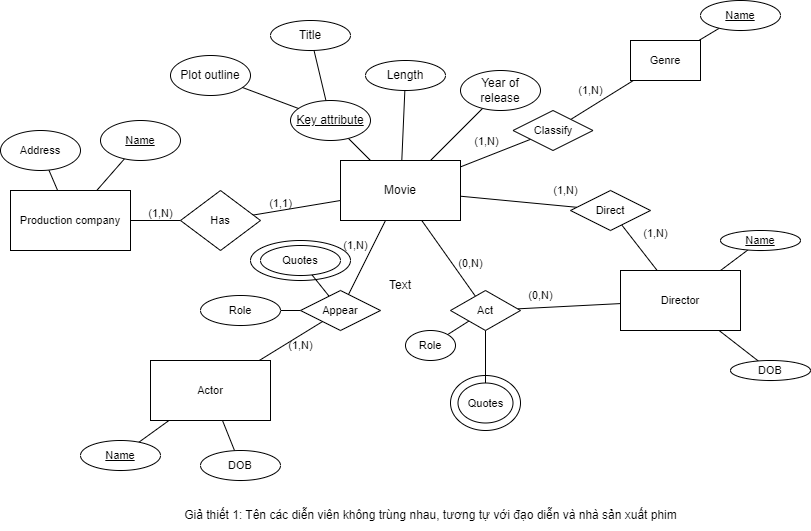 Name
Title
Genre
Plot outline
Length
Year of
release
(1,N)
Key attribute
Classify
(1,N)
Address
Name
Movie
(1,N)
Production company
(1,N)
Has
(1,1)
Direct
(1,N)
(1,N)
Name
Quotes
(0,N)
Text
(0,N)
Role
Appear
Act
Director
(1,N)
Role
DOB
Actor
Quotes
Name
DOB
Giả thiết 1: Tên các diễn viên không trùng nhau, tương tự với đạo diễn và nhà sản xuất phim